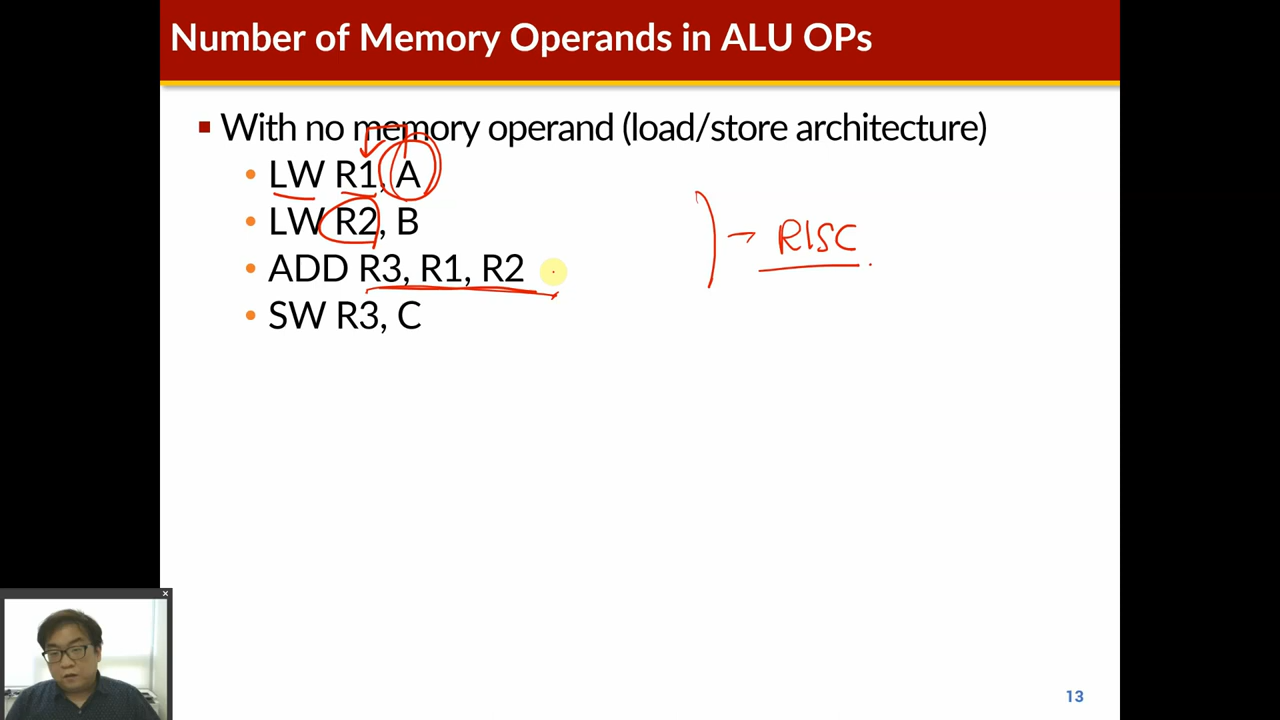 Number of Memory Operands in ALU OPs
▪ With no memory operand (load/store architecture)
• LW R1, A
• LW R2, B
• ADD R3, R1, R2
• SW R3, C
→ RISC
13